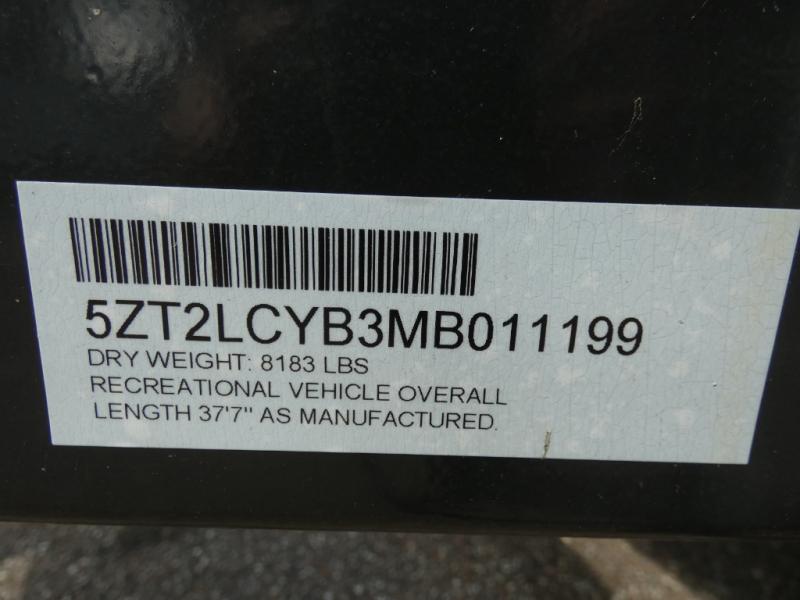 5ZT2LCYB3MB011199
DRY WEIGHT: 8183 LBS
RECREATIONAL VEHICLE OVERALL
LENGTH 37'7" AS MANUFACTURED.